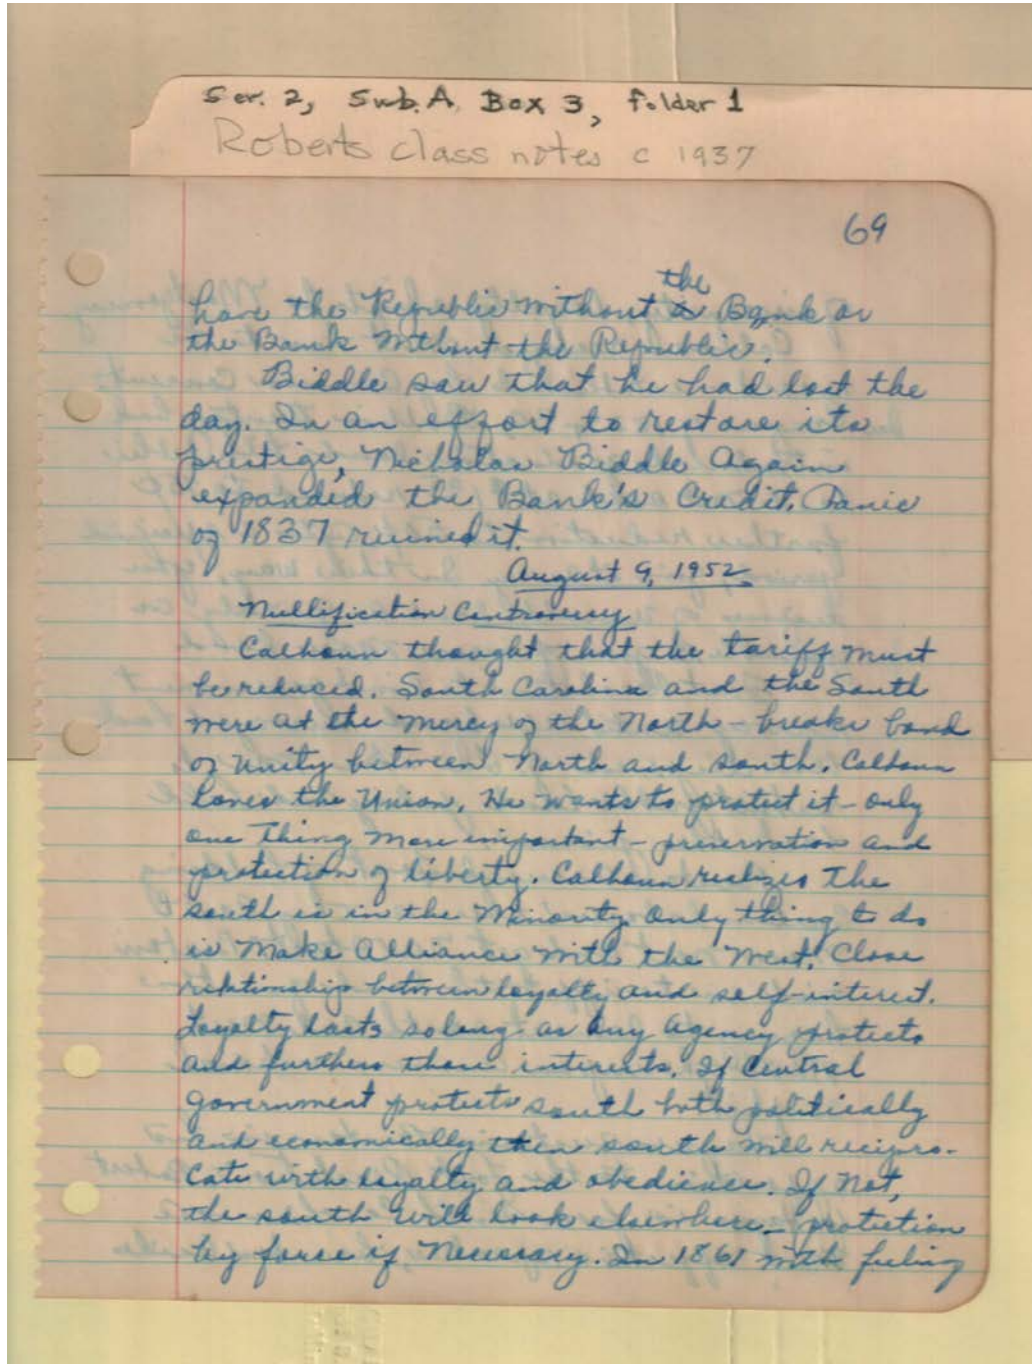 Ser. 2, Sub. A Box 3, folder 1
Roberts class notes c 1937
69
the
have the Republic without a Bank or
the Bank without the Republic.
Biddle saw that he had lost the
day. In an effort to restore its
prestige, Nicholas Biddle Again
expanded the Bank's Credit. Panic
of 1837 ruined it.
August 9, 1952
Nullification Controversy
Calhoun thought that the tariff must
be reduced. South Carolina and the South
were at the mercy of the North - breaks bond
of Unity between North and south. Calhoun
loves the Union. He wants to protect it - only
one thing more important - preservation and
protection of liberty. Calhoun realizes the
south is in the Minority only thing to do
is Make Alliance with the West. Close
relationship between loyalty and self-interest.
Loyalty lasts so long as any agency protects
and furthers those interests. If Central
government protects south both politically
and economically then south will recipro-
cate with loyalty and obedience. If Not,
the south will look elsewhere - protection
by force if Necessary. In 1861 with feeling